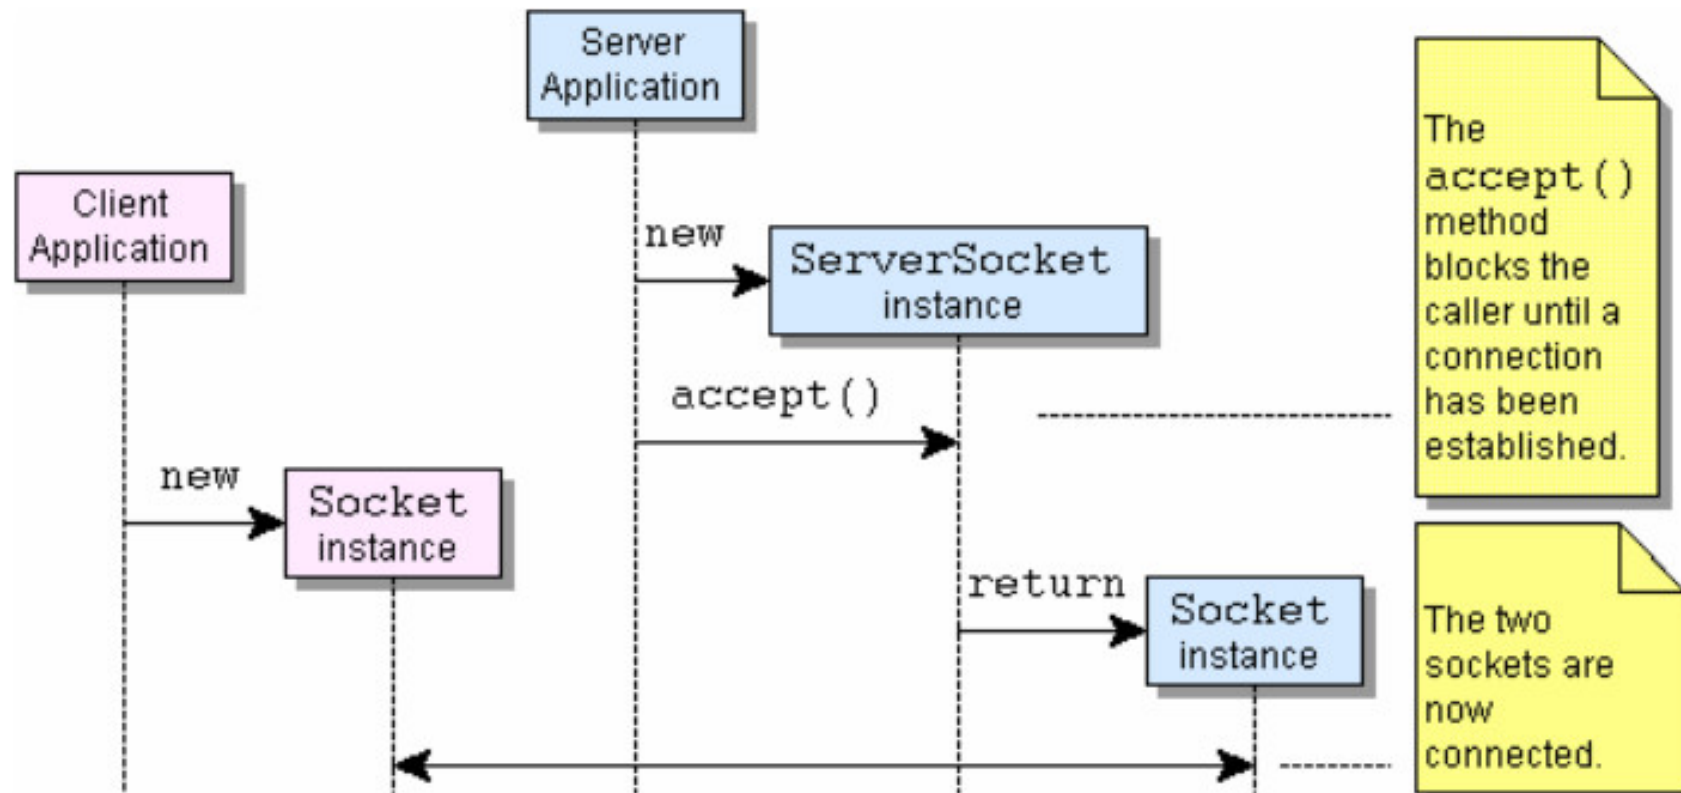 Server
Application
Client
Application
new
ServerSocket
instance
accept()
new
Socket
instance
return
Socket
instance
The
accept()
method
blocks the
caller until a
connection
has been
established.
The two
sockets are
now
connected.